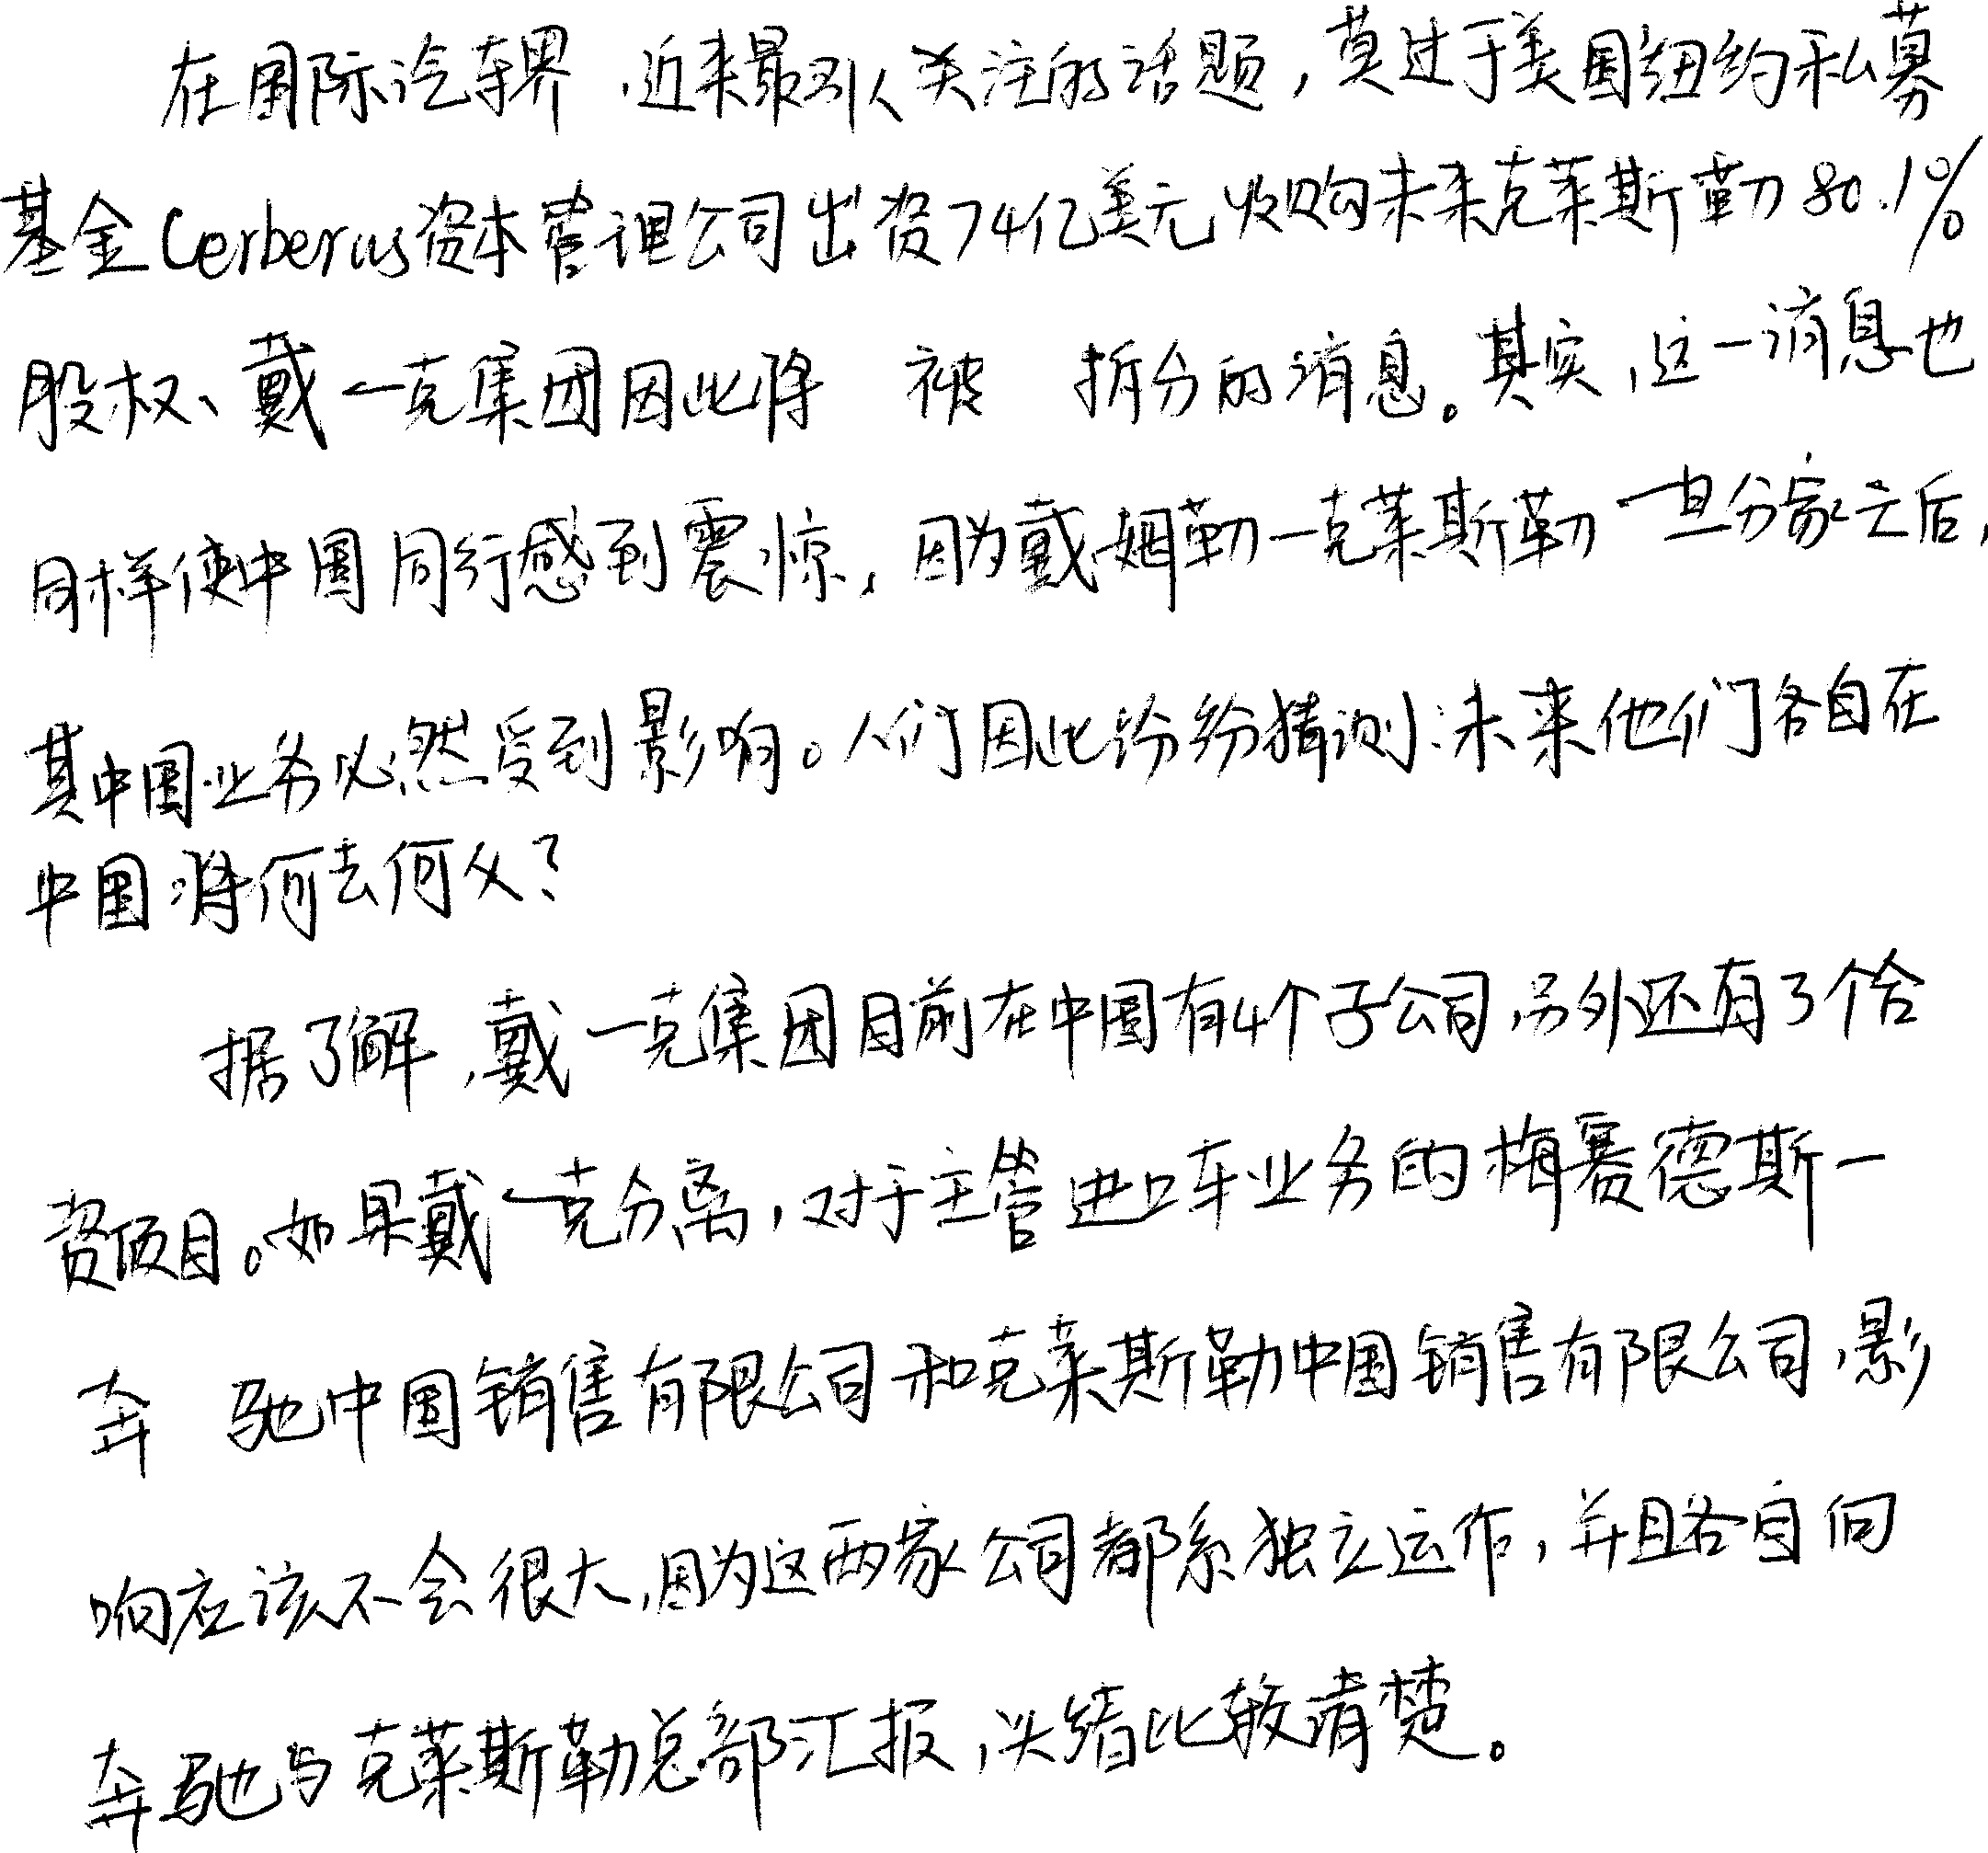 在国际汽车界，近来最引人关注的话题，莫过于美国纽约私募
基金Cerberus资本管理公司出资74亿美元收购未来克莱斯勒80.1%
股权、戴一克集团因此将被拆分的消息。其实，这一消息也
同样使中国同行感到震惊，因为戴姆勒一克莱斯勒一旦分家之后，
其中国业务必然受到影响。人们因此纷纷猜测：未来他们各自在
中国将何去何从？
据了解，戴一克集团目前在中国有4个子公司，另外还有3个合
资项目。如果戴一克分离，对于主管进口车业务的梅赛德斯一
奔驰中国销售有限公司和克莱斯勒中国销售有限公司，影
响应该不会很大，因为这两家公司都系独立运作，并且各自向
奔驰与克莱斯勒总部汇报，头绪比较清楚。